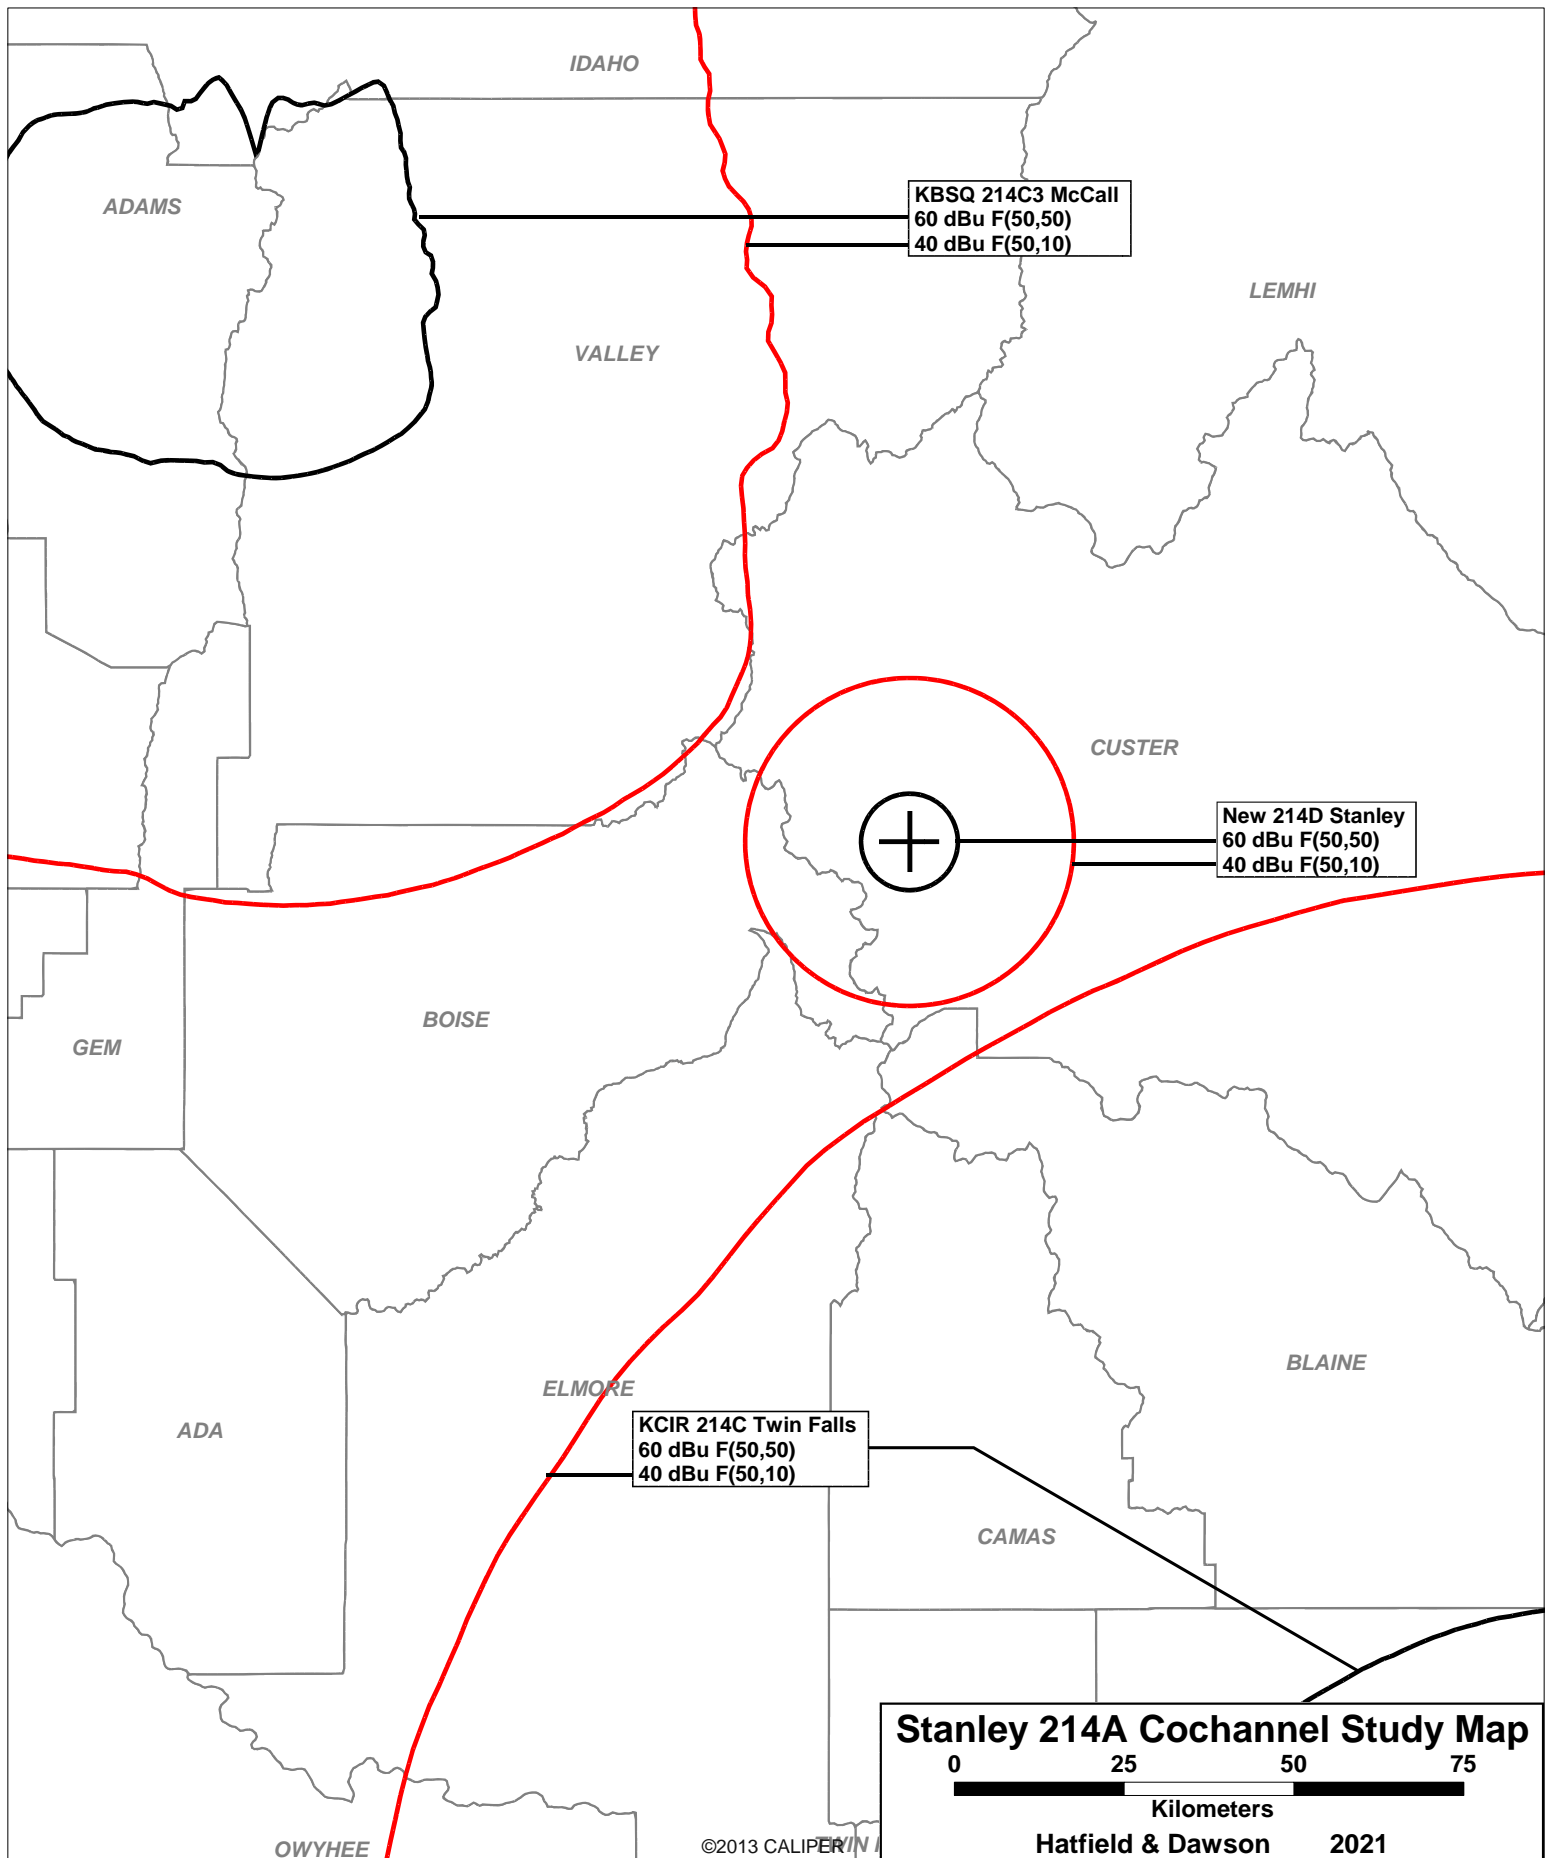 IDAHO
ADAMS
KBSQ 214C3 McCall
60 dBu F(50,50)
40 dBu F(50,10)
LEMHI
VALLEY
CUSTER
New 214D Stanley
60 dBu F(50,50)
40 dBu F(50,10)
BOISE
GEM
BLAINE
ELMORE
KCIR 214C Twin Falls
60 dBu F(50,50)
40 dBu F(50,10)
ADA
CAMAS
Stanley 214A Cochannel Study Map
0 25 50 75
Kilometers
Hatfield & Dawson 2021
OWYHEE
©2013 CALIPER
TWIN